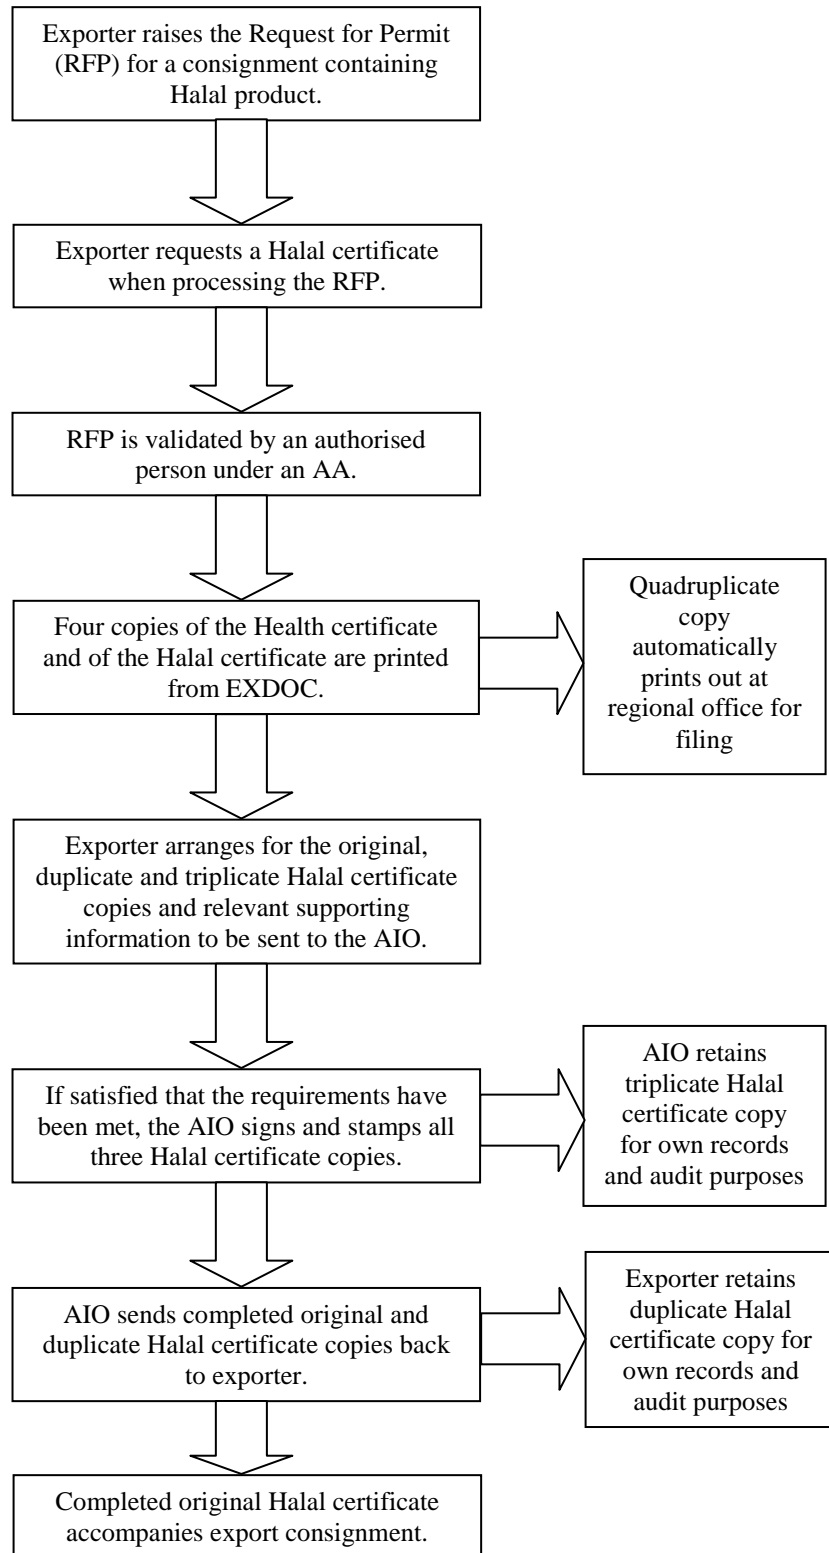 Exporter raises the Request for Permit
(RFP) for a consignment containing
Halal product.
Exporter requests a Halal certificate
when processing the RFP.
RFP is validated by an authorised
person under an AA.
Four copies of the Health certificate
and of the Halal certificate are printed
from EXDOC.
Quadruplicate
copy
automatically
prints out at
regional office for
filing
Exporter arranges for the original,
duplicate and triplicate Halal certificate
copies and relevant supporting
information to be sent to the AIO.
If satisfied that the requirements have
been met, the AIO signs and stamps all
three Halal certificate copies.
AIO retains
triplicate Halal
certificate copy
for own records
and audit purposes
AIO sends completed original and
duplicate Halal certificate copies back
to exporter.
Exporter retains
duplicate Halal
certificate copy for
own records and
audit purposes
Completed original Halal certificate
accompanies export consignment.